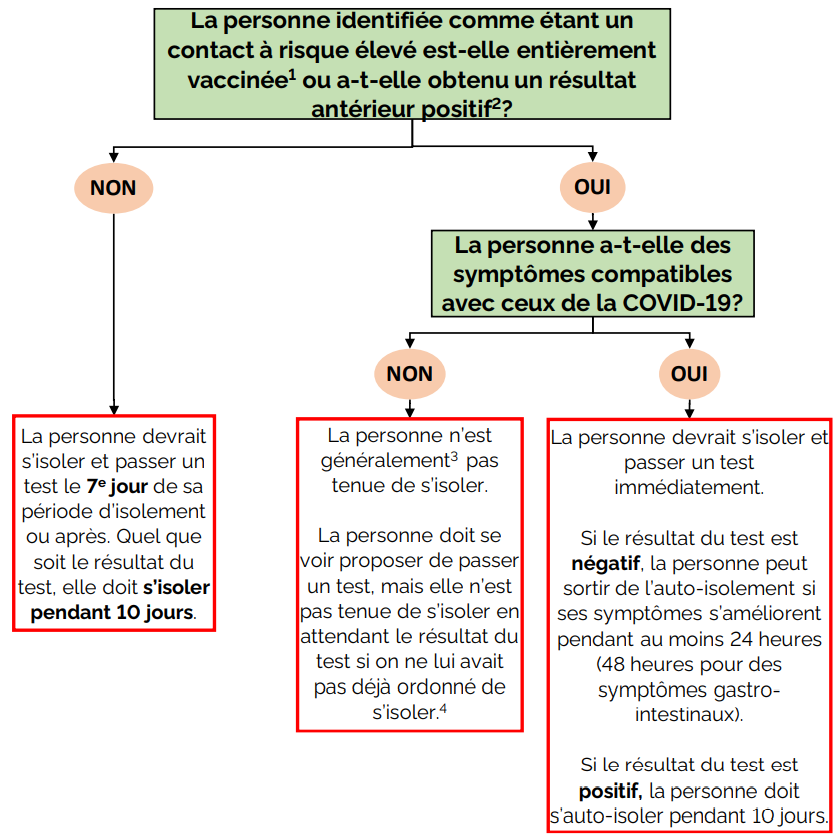 La personne identifiée comme étant un
contact à risque élevé est-elle entièrement
vaccinée¹ ou a-t-elle obtenu un résultat
antérieur positif²?
NON
OUI
La personne a-t-elle des
symptômes compatibles
avec ceux de la COVID-19?
NON
OUI
La personne devrait
s'isoler et passer un
test le 7ᵉ jour de sa
période d'isolement
ou après. Quel que
soit le résultat du
test, elle doit s'isoler
pendant 10 jours.
La personne n'est
généralement³ pas
tenue de s'isoler.
La personne doit se
voir proposer de passer
un test, mais elle n'est
pas tenue de s'isoler en
attendant le résultat du
test si on ne lui avait
pas déjà ordonné de
s'isoler.⁴
La personne devrait s'isoler et
passer un test
immédiatement.
Si le résultat du test est
négatif, la personne peut
sortir de l'auto-isolement si
ses symptômes s'améliorent
pendant au moins 24 heures
(48 heures pour des
symptômes gastro-
intestinaux).
Si le résultat du test est
positif, la personne doit
s'auto-isoler pendant 10 jours.